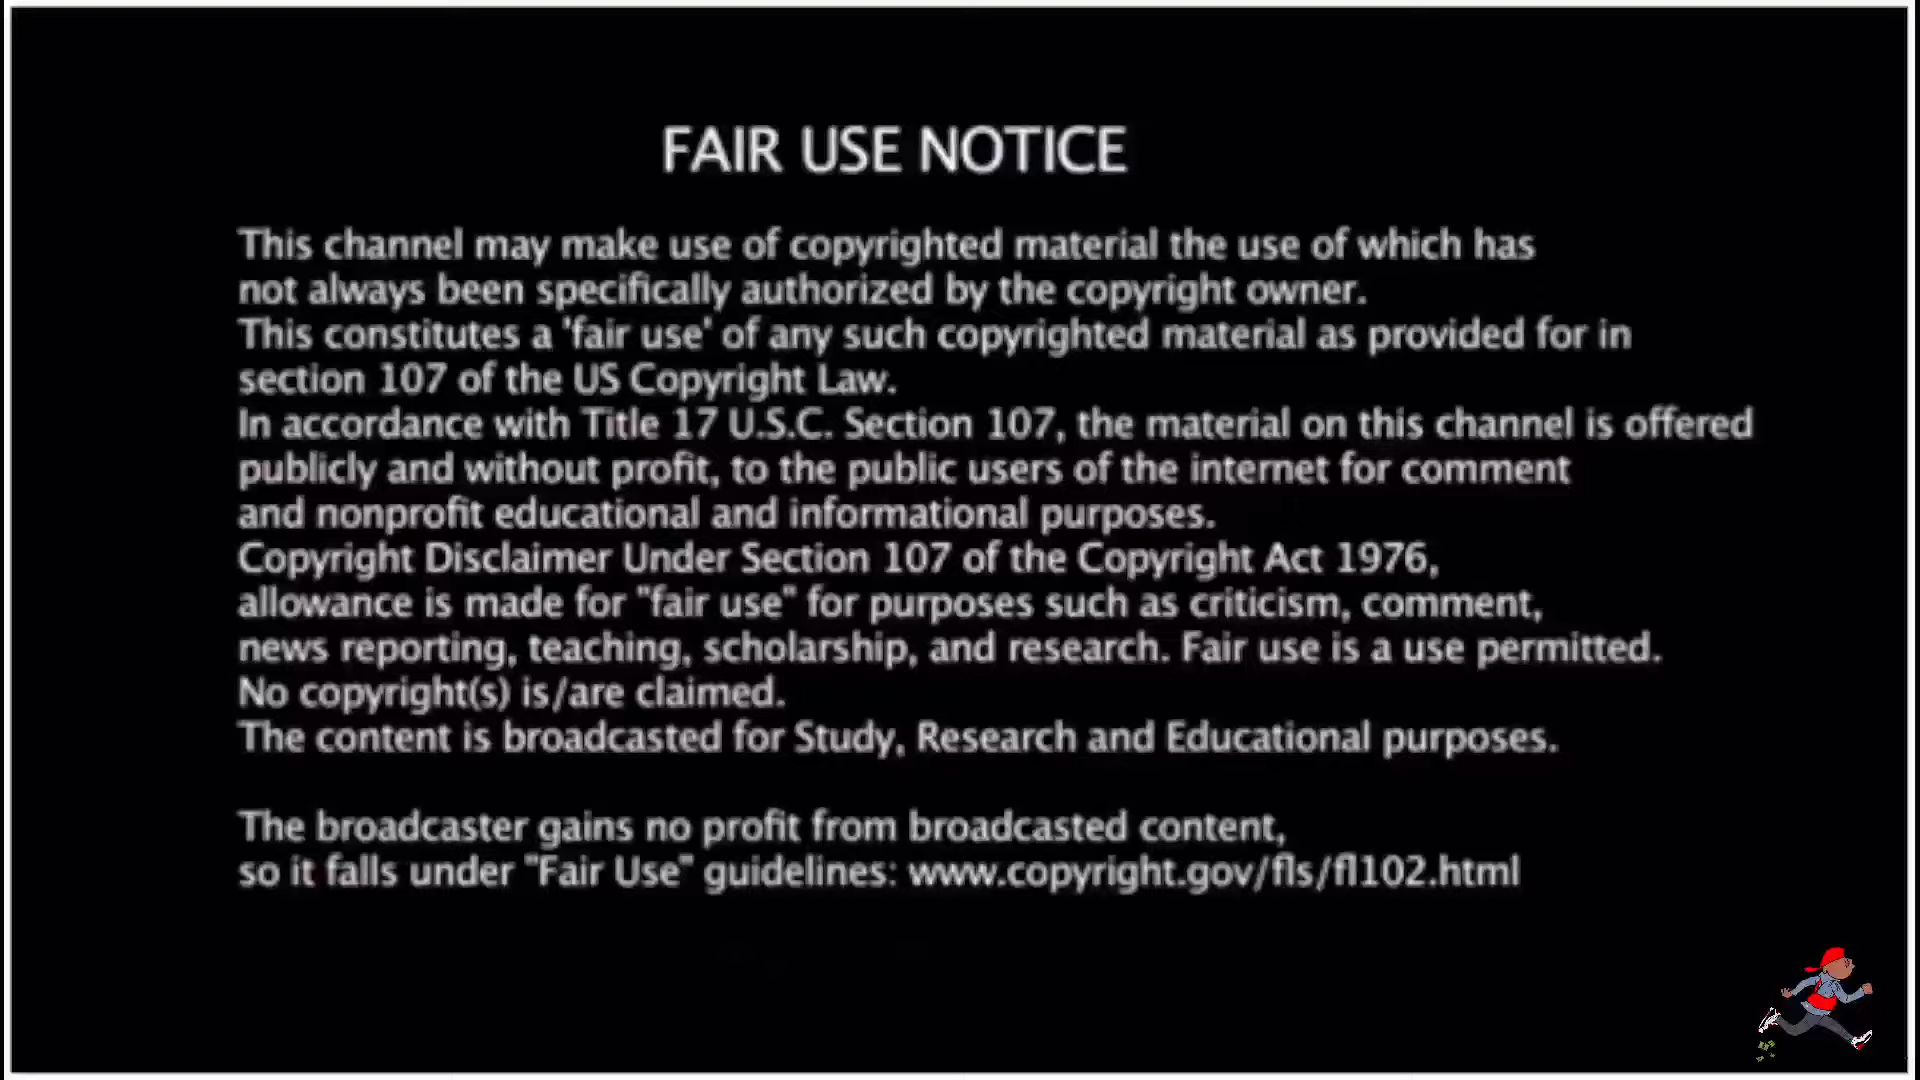 FAIR USE NOTICE
This channel may make use of copyrighted material the use of which has
not always been specifically authorized by the copyright owner.
This constitutes a 'fair use' of any such copyrighted material as provided for in
section 107 of the US Copyright Law.
In accordance with Title 17 U.S.C. Section 107, the material on this channel is offered
publicly and without profit, to the public users of the internet for comment
and nonprofit educational and informational purposes.
Copyright Disclaimer Under Section 107 of the Copyright Act 1976,
allowance is made for "fair use" for purposes such as criticism, comment,
news reporting, teaching, scholarship, and research. Fair use is a use permitted.
No copyright(s) is/are claimed.
The content is broadcasted for Study, Research and Educational purposes.
The broadcaster gains no profit from broadcasted content,
so it falls under "Fair Use" guidelines: www.copyright.gov/fls/fl102.html